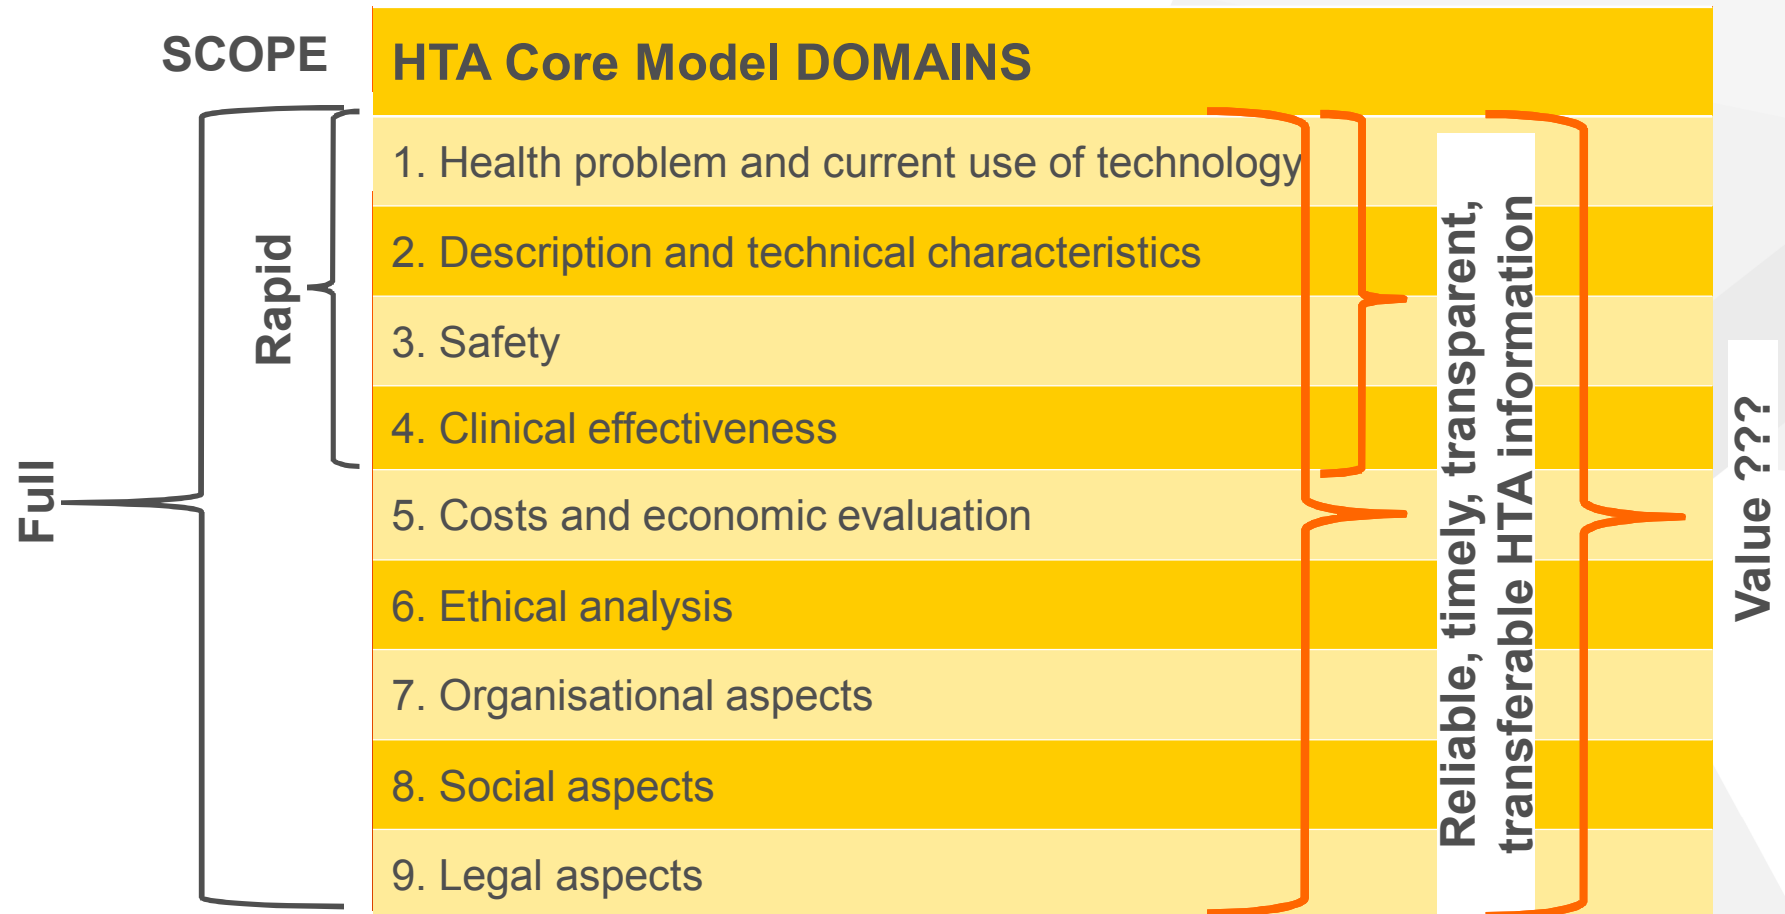 SCOPE
HTA Core Model DOMAINS
Full
Rapid
1. Health problem and current use of technology
2. Description and technical characteristics
3. Safety
4. Clinical effectiveness
5. Costs and economic evaluation
6. Ethical analysis
7. Organisational aspects
8. Social aspects
9. Legal aspects
Reliable, timely, transparent,
transferable HTA information
Value ???